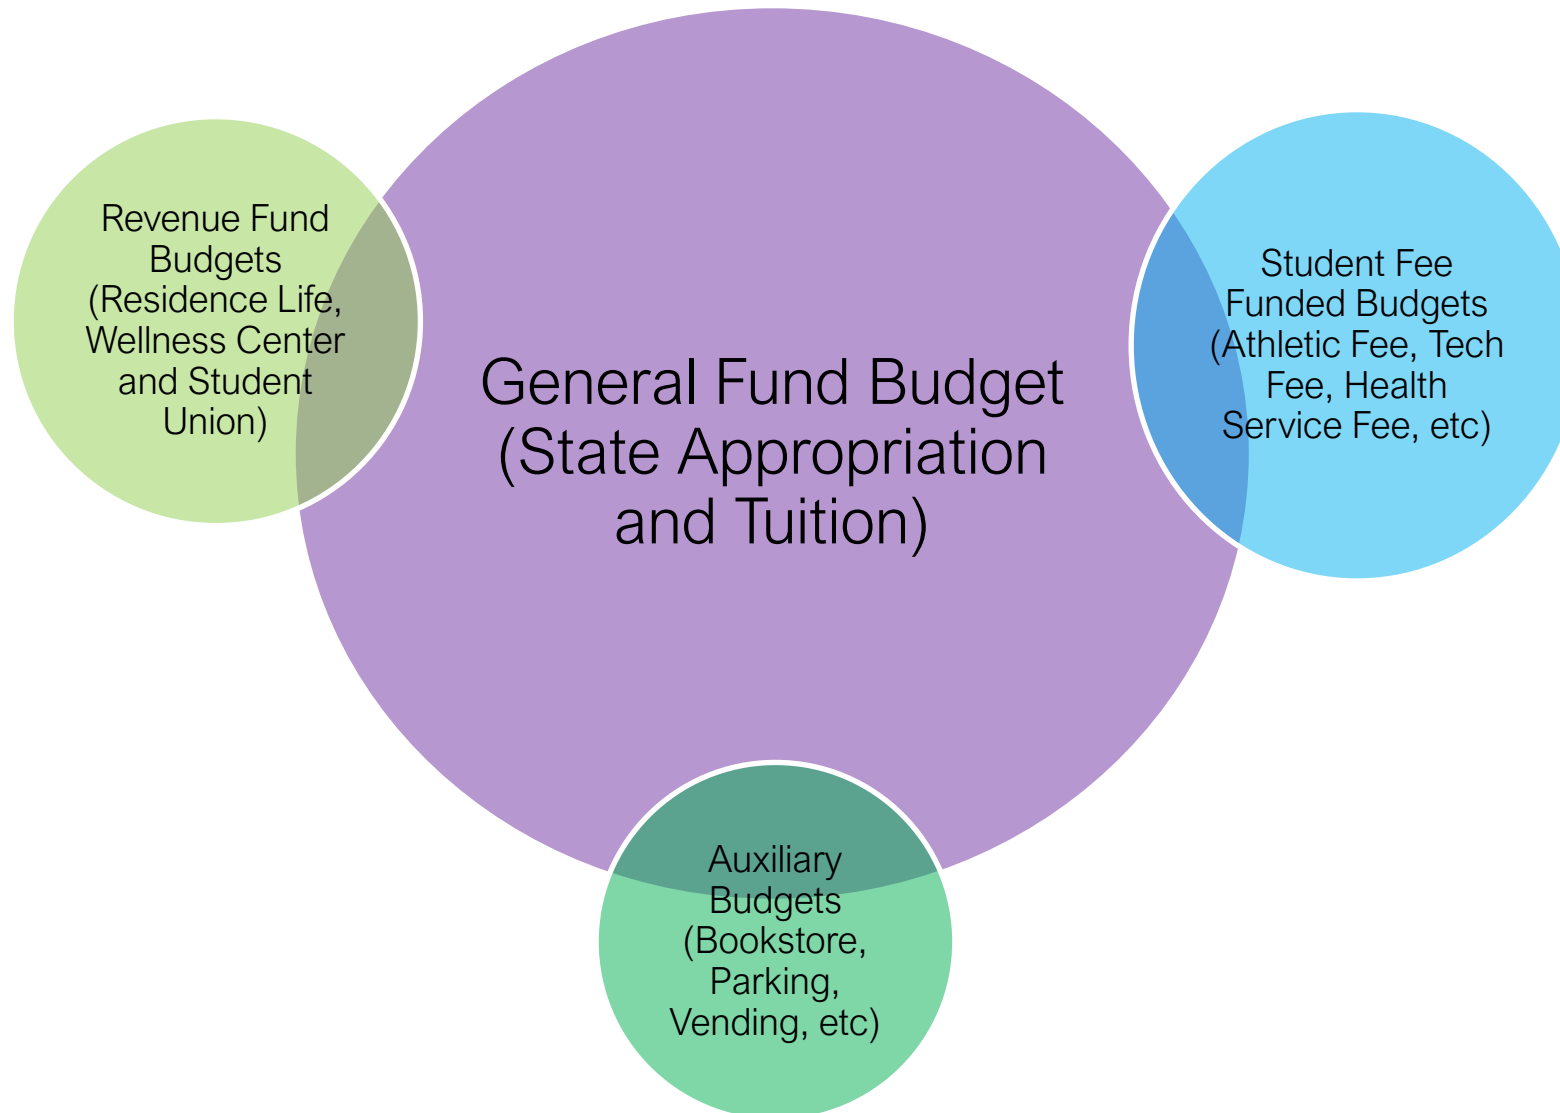 Revenue Fund
Budgets
(Residence Life,
Wellness Center
and Student
Union)
General Fund Budget
(State Appropriation
and Tuition)
Student Fee
Funded Budgets
(Athletic Fee, Tech
Fee, Health
Service Fee, etc)
Auxiliary
Budgets
(Bookstore,
Parking,
Vending, etc)